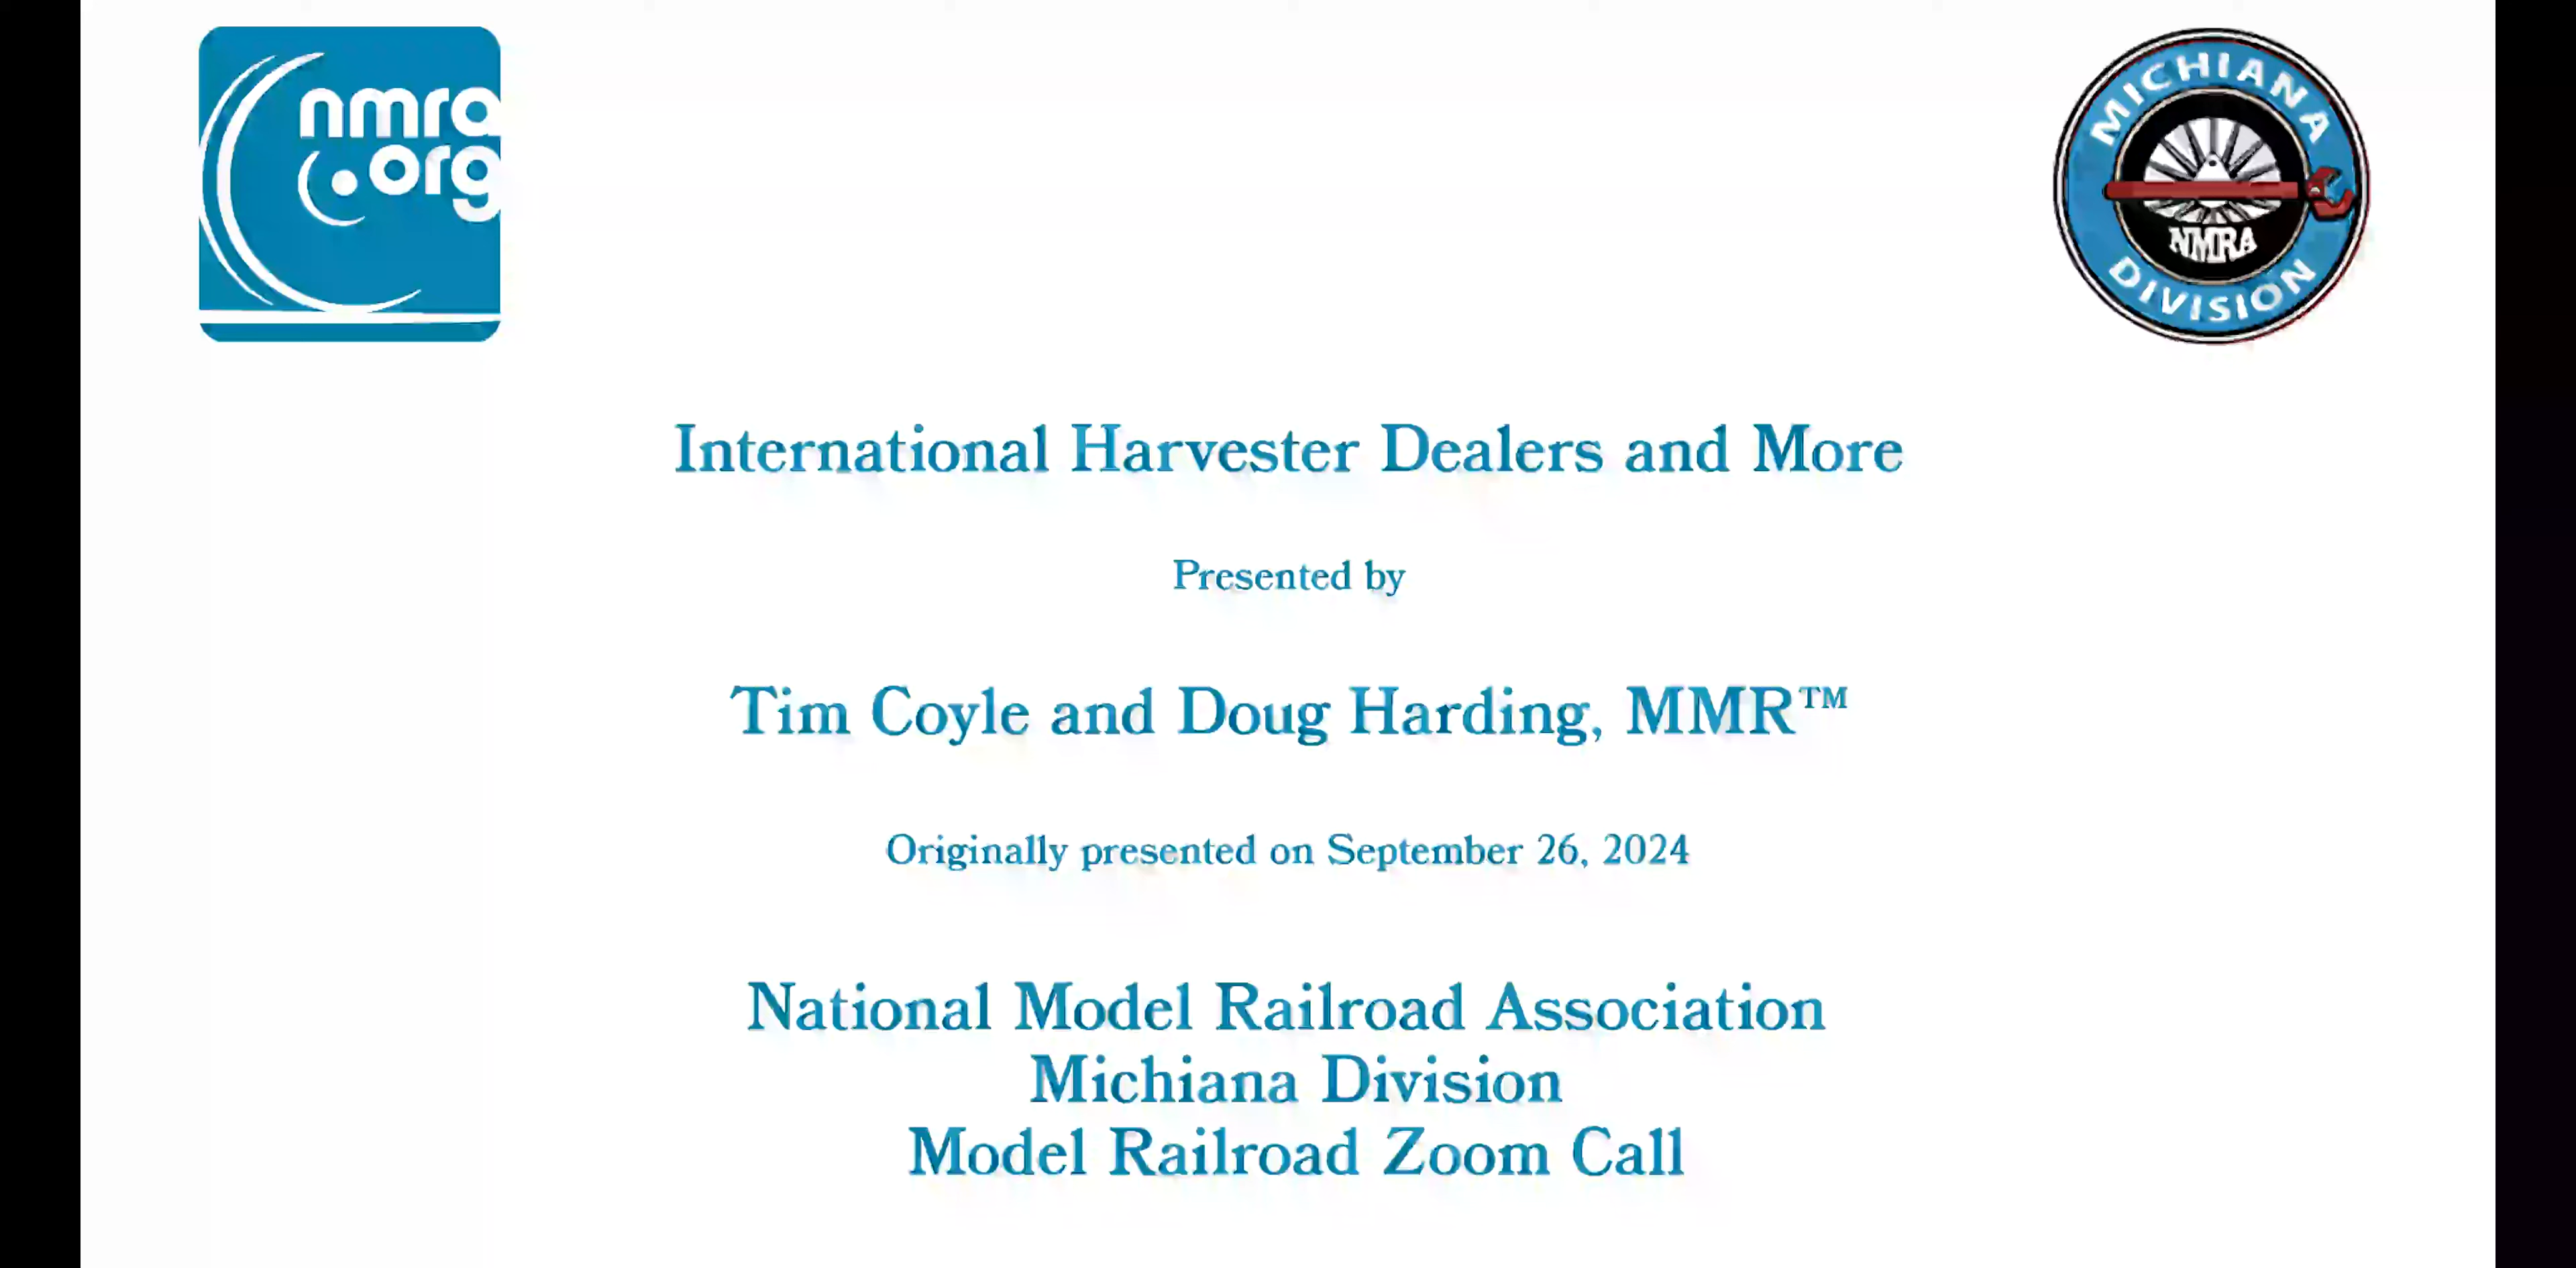 nmra
.org
MICHIANA
NMRA
DIVISION
International Harvester Dealers and More
Presented by
Tim Coyle and Doug Harding, MMR™
Originally presented on September 26, 2024
National Model Railroad Association
Michiana Division
Model Railroad Zoom Call